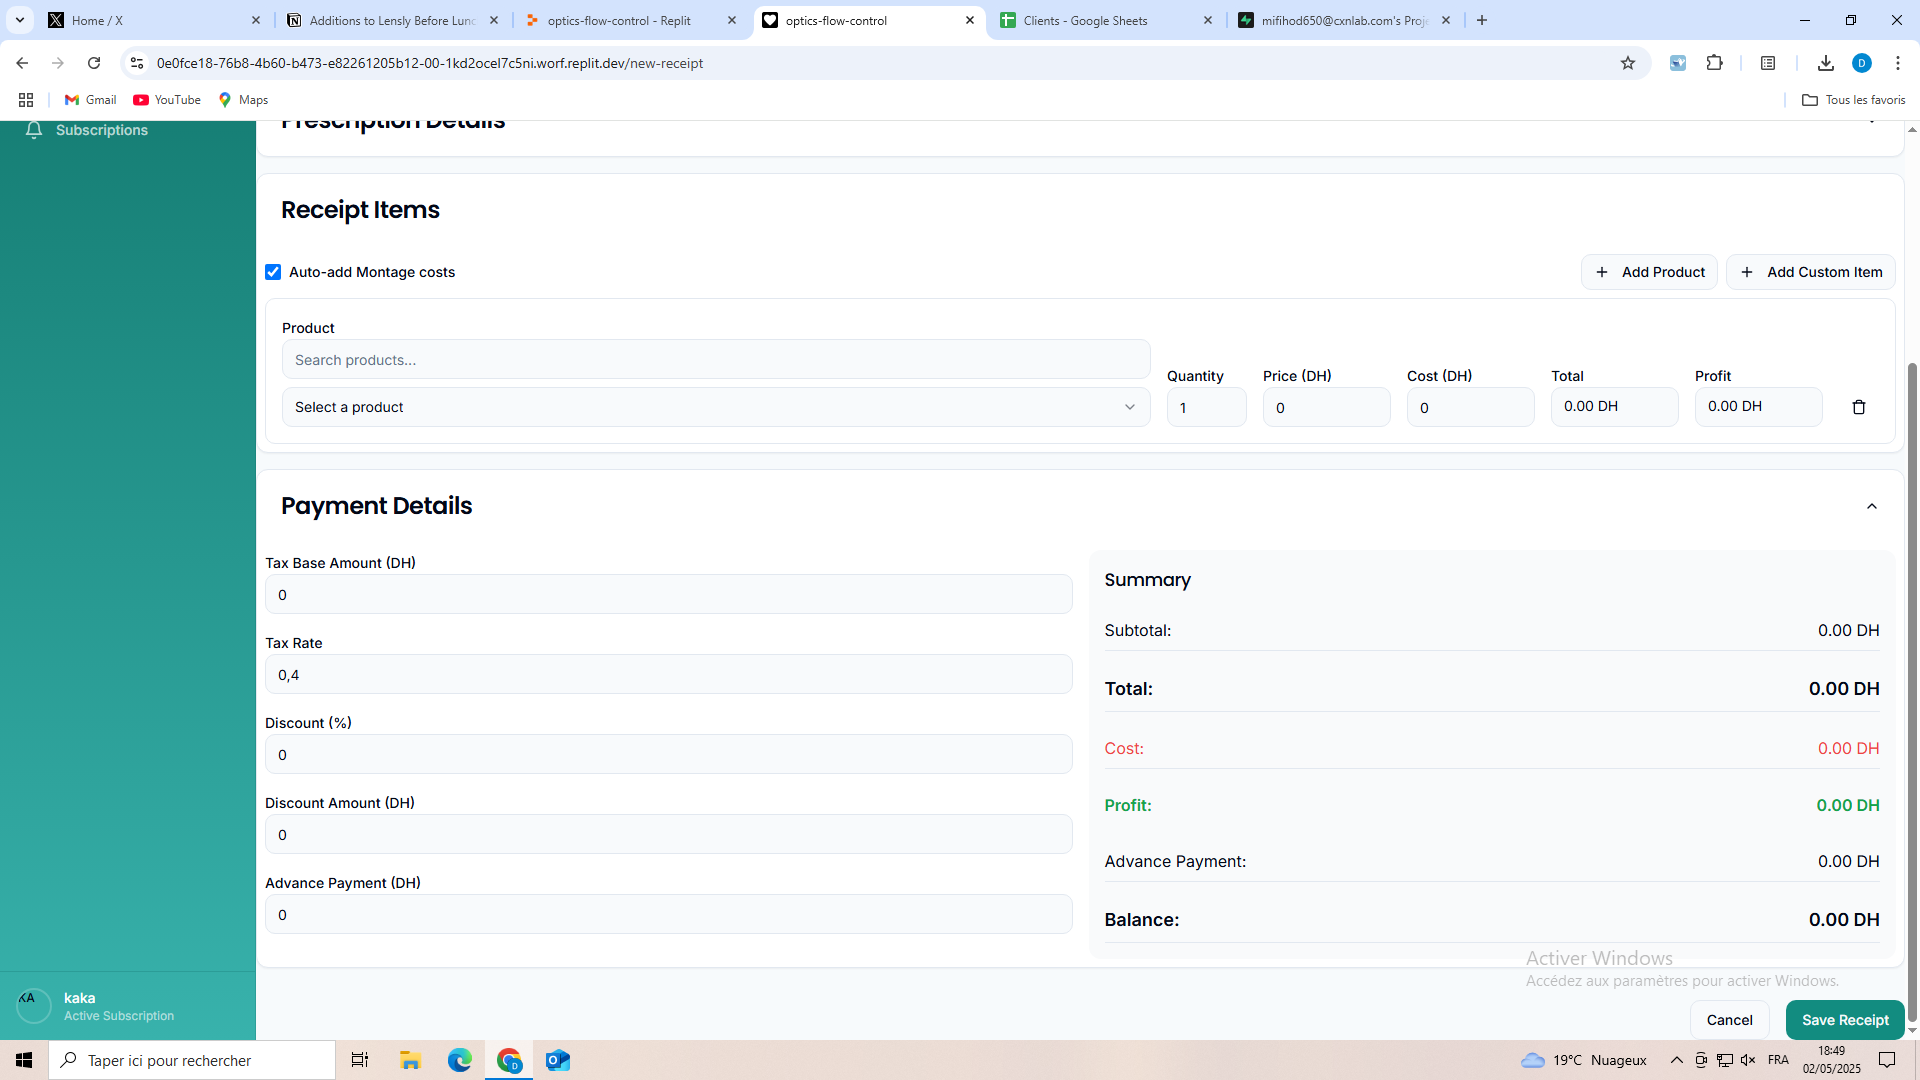 Home / X
Additions to Lensly Before Lunc
optics-flow-control - Replit
optics-flow-control
Clients - Google Sheets
mifihod650@cxnlab.com's Proje
0e0fce18-76b8-4b60-b473-e82261205b12-00-1kd2ocel7c5ni.worf.replit.dev/new-receipt
D
Gmail
YouTube
Maps
Tous les favoris
Subscriptions
Prescription Details
Receipt Items
Auto-add Montage costs
+ Add Product
+ Add Custom Item
Product
Search products...
Select a product
Quantity
Price (DH)
Cost (DH)
Total
Profit
1
0
0
0.00 DH
0.00 DH
Payment Details
Tax Base Amount (DH)
0
Tax Rate
0,4
Discount (%)
0
Discount Amount (DH)
0
Advance Payment (DH)
0
Summary
Subtotal: 0.00 DH
Total: 0.00 DH
Cost: 0.00 DH
Profit: 0.00 DH
Advance Payment: 0.00 DH
Balance: 0.00 DH
Activer Windows
Accédez aux paramètres pour activer Windows.
KA
kaka
Active Subscription
Cancel
Save Receipt
Taper ici pour rechercher
19°C Nuageux
FRA
18:49
02/05/2025